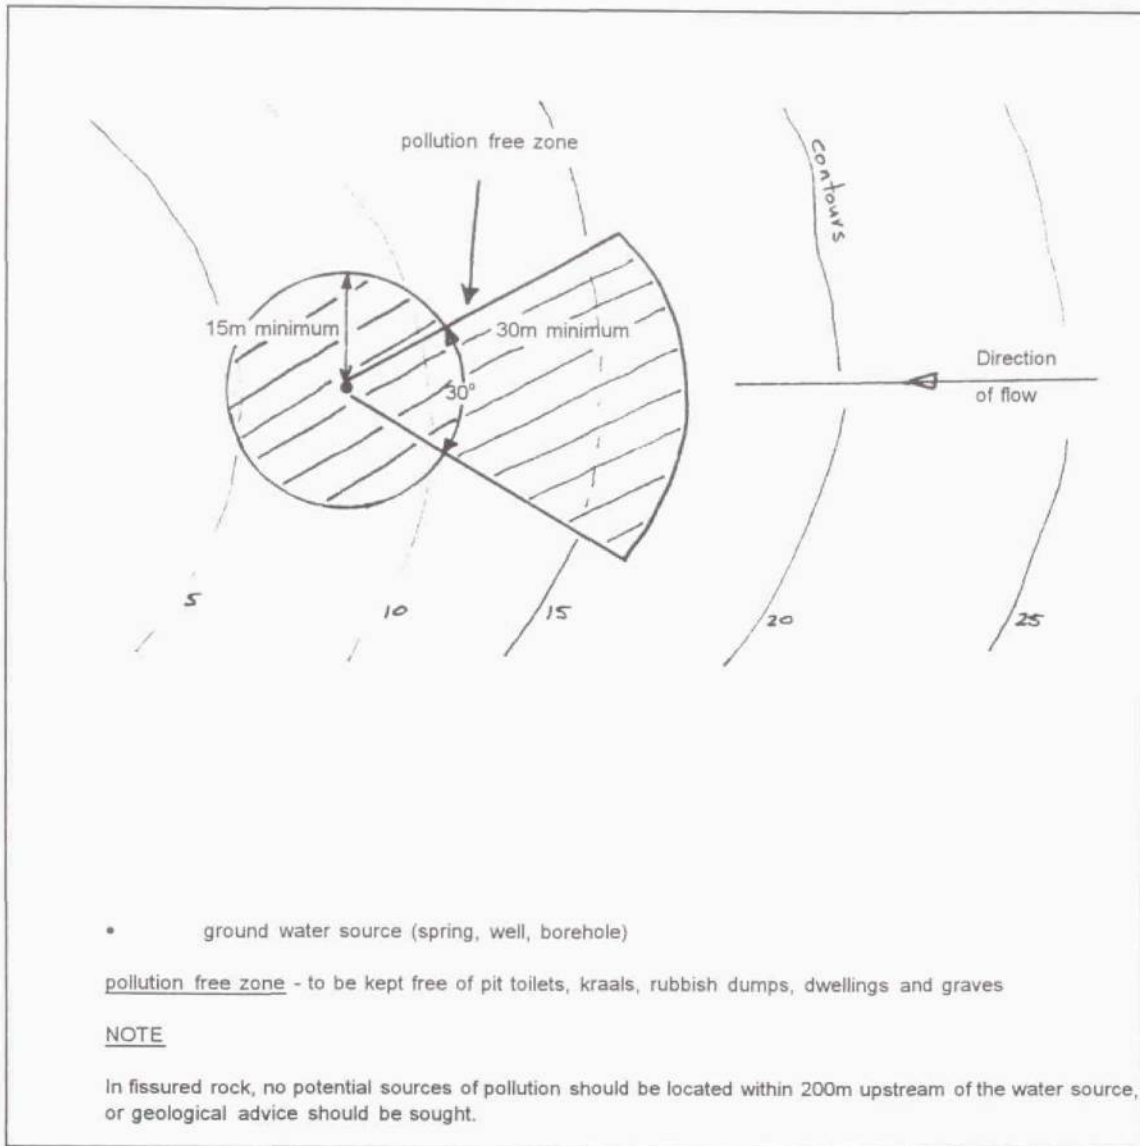 pollution free zone
contours
15m minimum
30m minimum
30°
Direction
of flow
5
10
15
20
25
• ground water source (spring, well, borehole)
pollution free zone - to be kept free of pit toilets, kraals, rubbish dumps, dwellings and graves
NOTE
In fissured rock, no potential sources of pollution should be located within 200m upstream of the water source,
or geological advice should be sought.